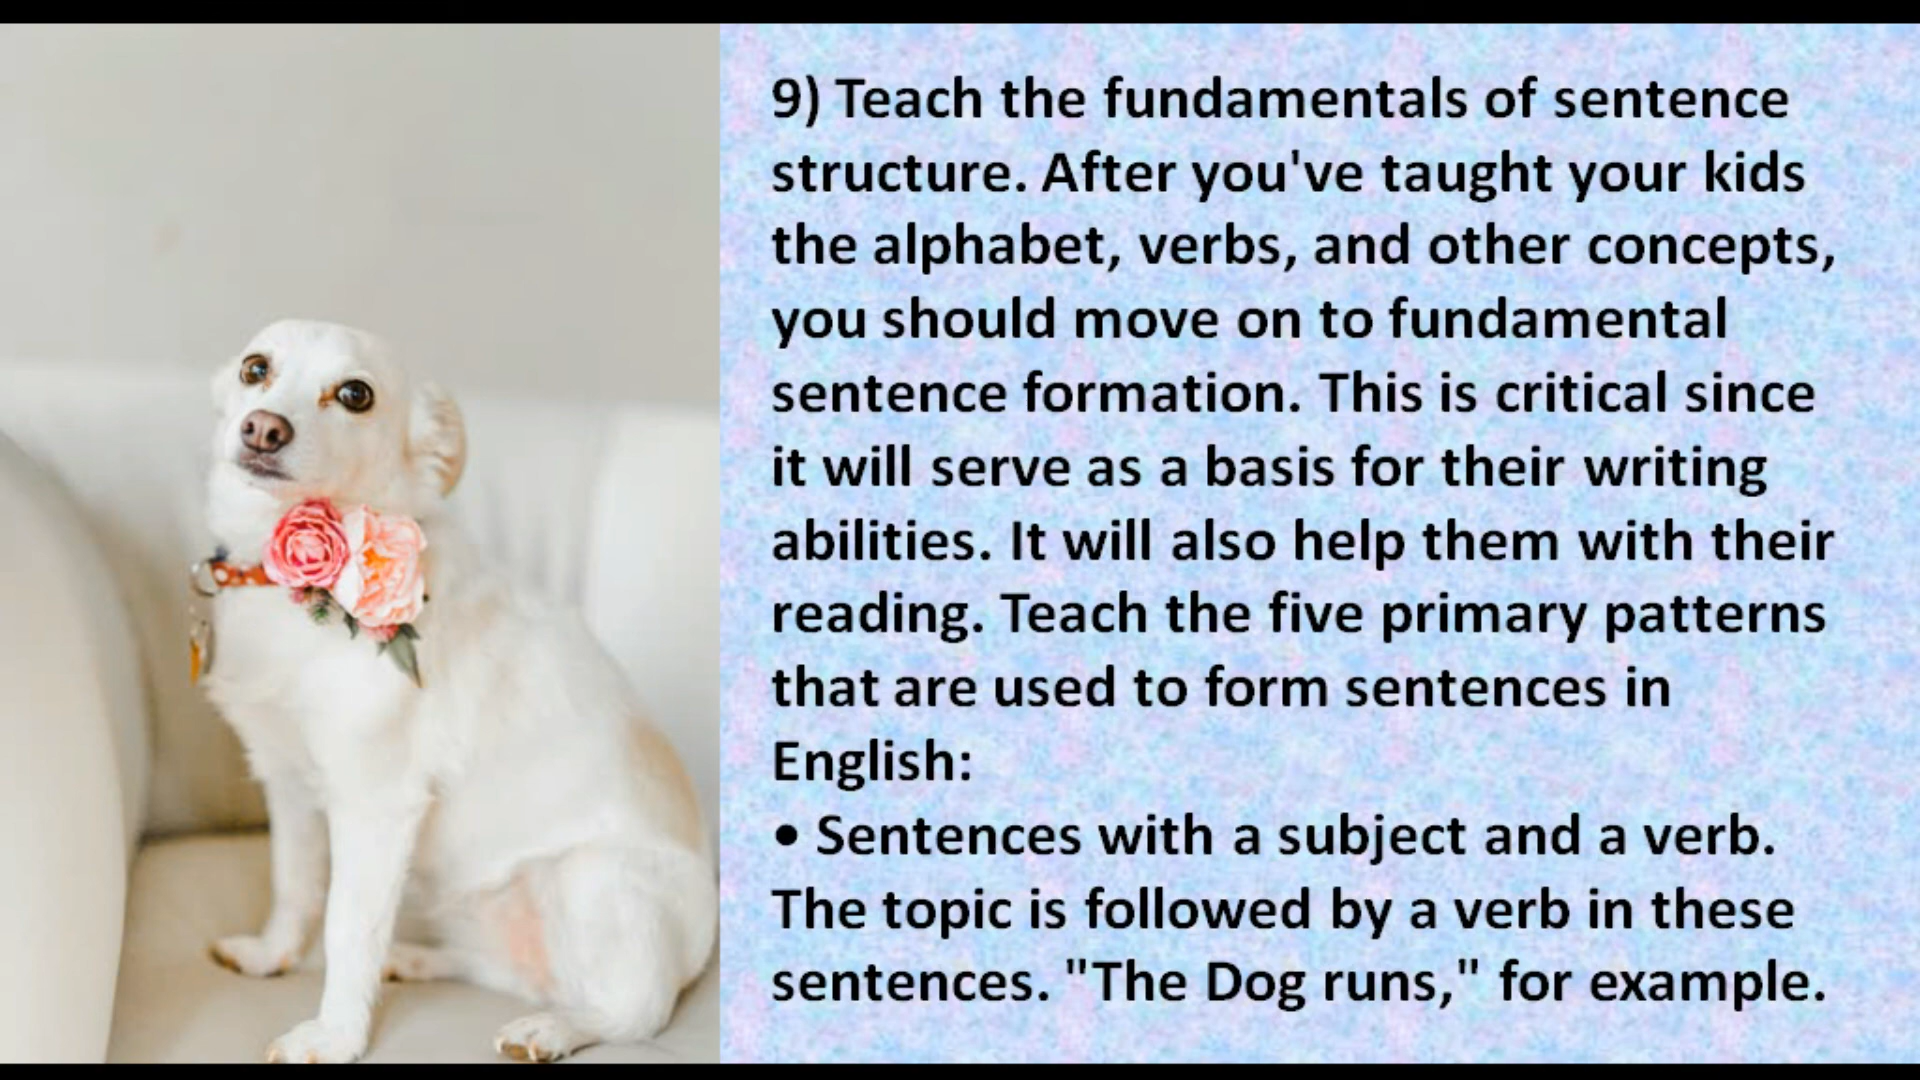 9) Teach the fundamentals of sentence
structure. After you've taught your kids
the alphabet, verbs, and other concepts,
you should move on to fundamental
sentence formation. This is critical since
it will serve as a basis for their writing
abilities. It will also help them with their
reading. Teach the five primary patterns
that are used to form sentences in
English:
• Sentences with a subject and a verb.
The topic is followed by a verb in these
sentences. "The Dog runs," for example.